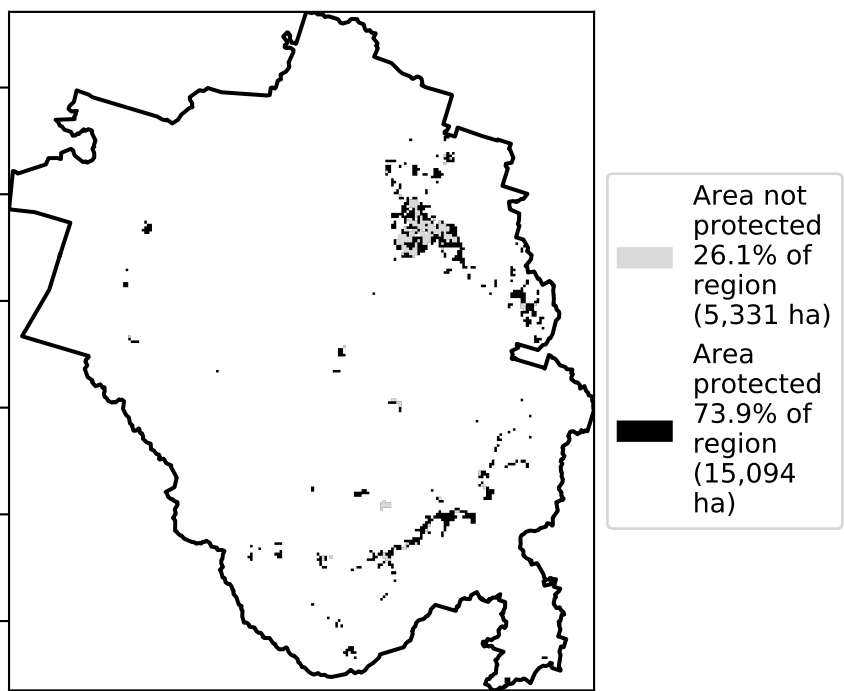 Area not
protected
26.1% of
region
(5,331 ha)
Area
protected
73.9% of
region
(15,094
ha)